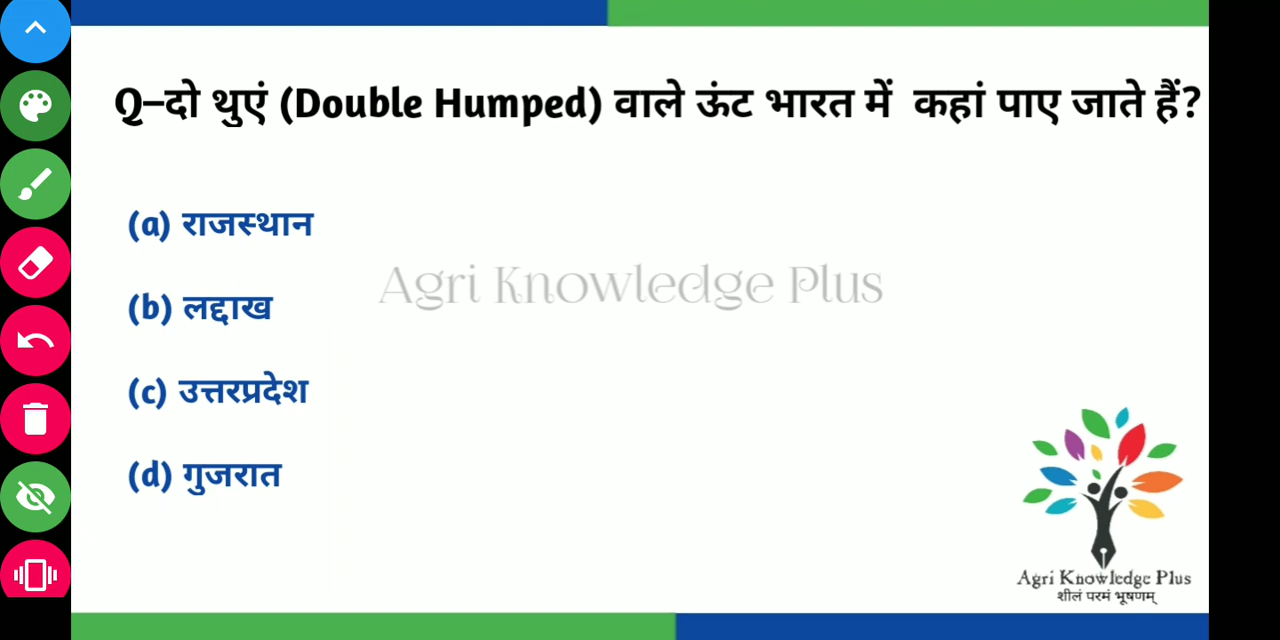 Q–दो थुएं (Double Humped) वाले ऊंट भारत में कहां पाए जाते हैं?
(a) राजस्थान
Agri Knowledge Plus
(b) लद्दाख
(c) उत्तरप्रदेश
(d) गुजरात
Agri Knowledge Plus
शीलं परमं भूषणम्